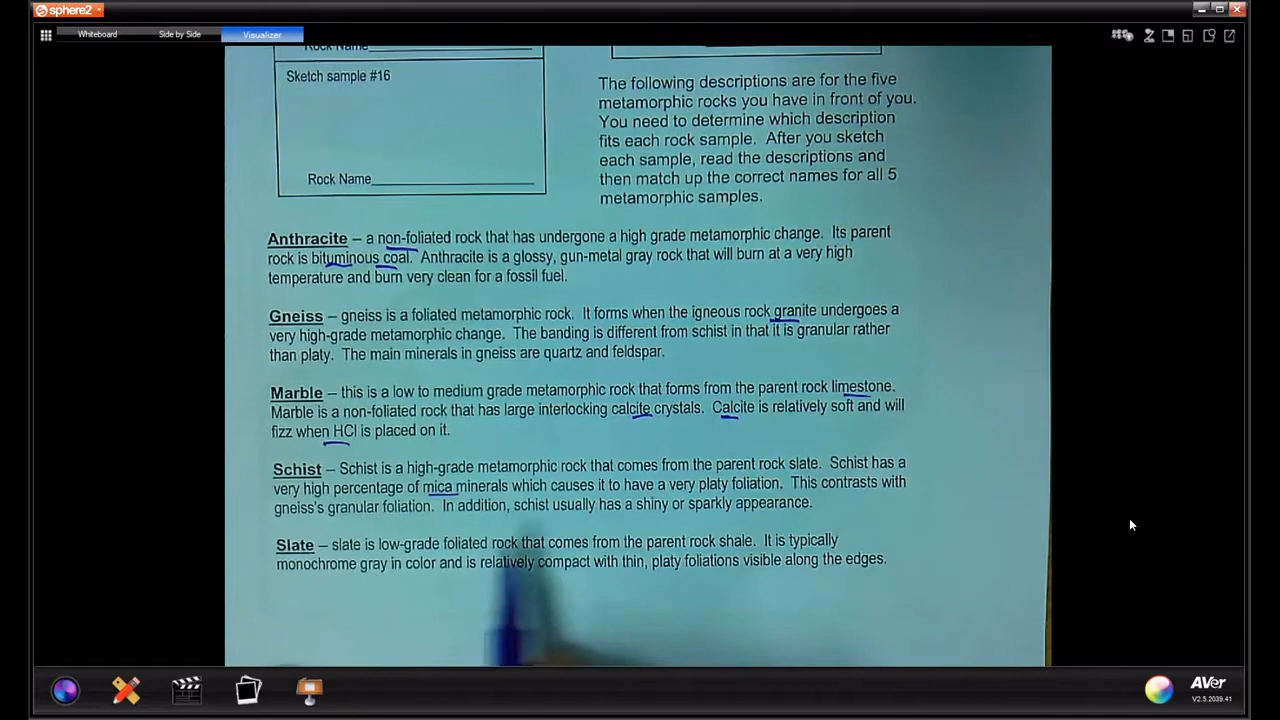 sphere2
Whiteboard
Side by Side
Visualizer
Rock Name
Sketch sample #16
Rock Name
The following descriptions are for the five
metamorphic rocks you have in front of you.
You need to determine which description
fits each rock sample. After you sketch
each sample, read the descriptions and
then match up the correct names for all 5
metamorphic samples.
Anthracite – a non-foliated rock that has undergone a high grade metamorphic change. Its parent
rock is bituminous coal. Anthracite is a glossy, gun-metal gray rock that will burn at a very high
temperature and burn very clean for a fossil fuel.
Gneiss – gneiss is a foliated metamorphic rock. It forms when the igneous rock granite undergoes a
very high-grade metamorphic change. The banding is different from schist in that it is granular rather
than platy. The main minerals in gneiss are quartz and feldspar.
Marble – this is a low to medium grade metamorphic rock that forms from the parent rock limestone.
Marble is a non-foliated rock that has large interlocking calcite crystals. Calcite is relatively soft and will
fizz when HCl is placed on it.
Schist – Schist is a high-grade metamorphic rock that comes from the parent rock slate. Schist has a
very high percentage of mica minerals which causes it to have a very platy foliation. This contrasts with
gneiss's granular foliation. In addition, schist usually has a shiny or sparkly appearance.
Slate – slate is low-grade foliated rock that comes from the parent rock shale. It is typically
monochrome gray in color and is relatively compact with thin, platy foliations visible along the edges.
AVer
V2.5.2039.41